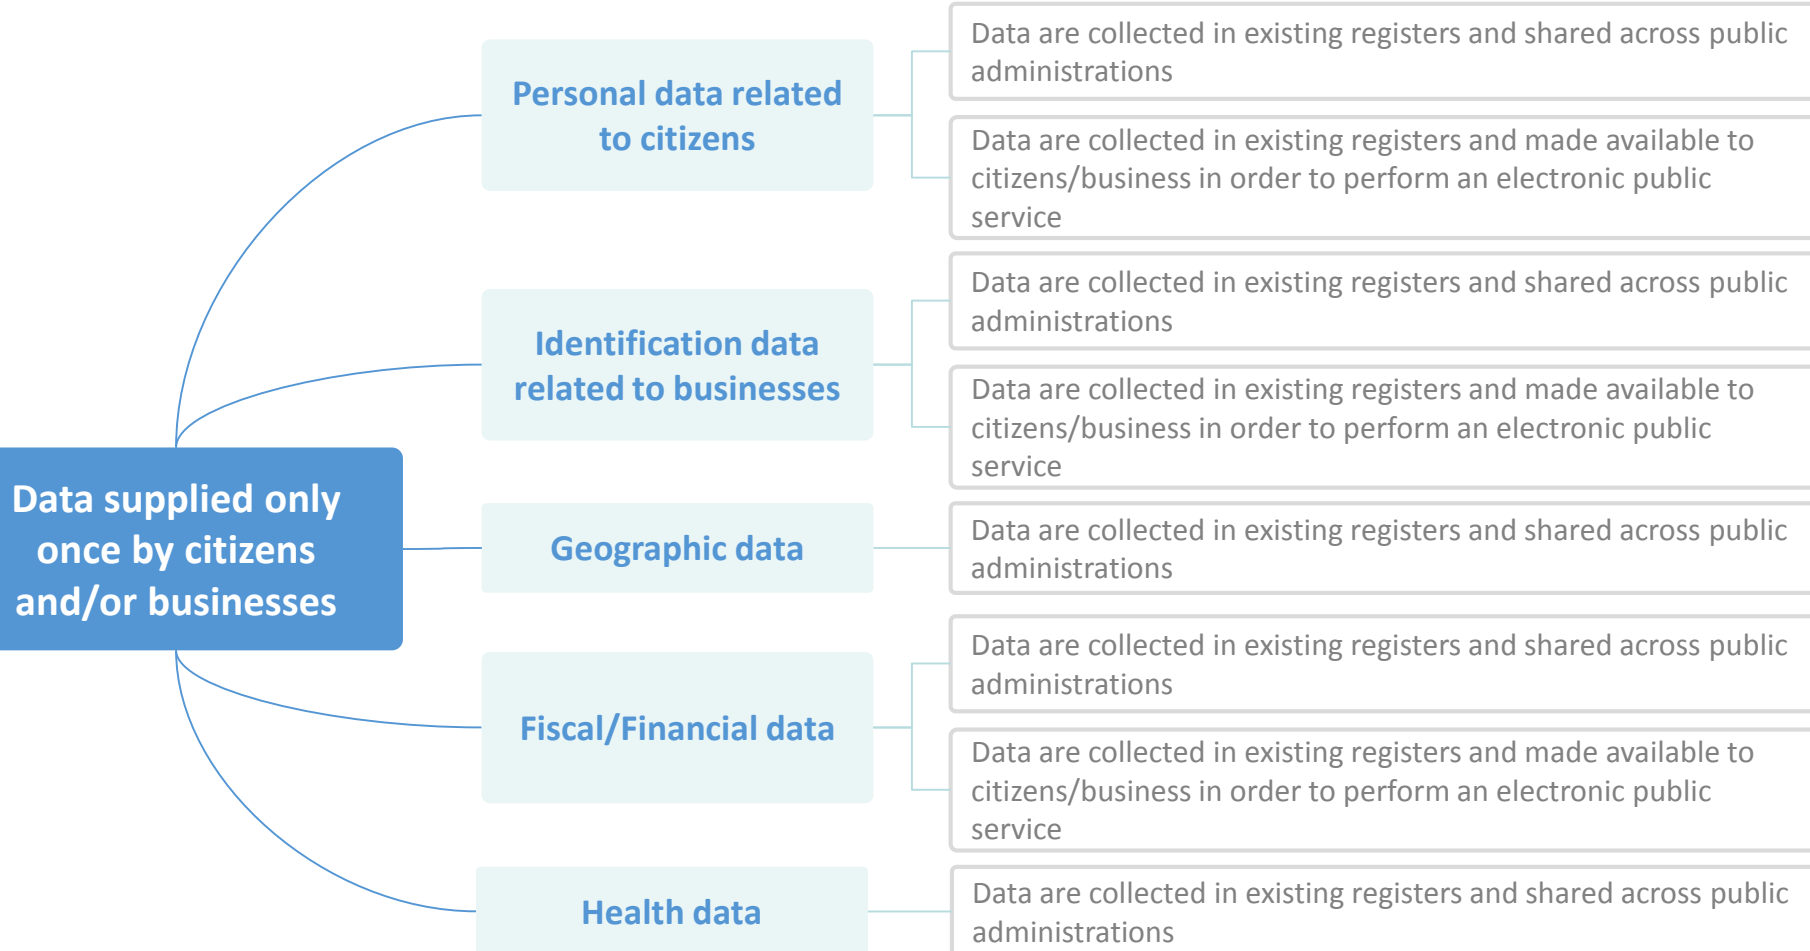 Data supplied only
once by citizens
and/or businesses
Personal data related
to citizens
Data are collected in existing registers and shared across public
administrations
Data are collected in existing registers and made available to
citizens/business in order to perform an electronic public
service
Identification data
related to businesses
Data are collected in existing registers and shared across public
administrations
Data are collected in existing registers and made available to
citizens/business in order to perform an electronic public
service
Geographic data
Data are collected in existing registers and shared across public
administrations
Fiscal/Financial data
Data are collected in existing registers and shared across public
administrations
Data are collected in existing registers and made available to
citizens/business in order to perform an electronic public
service
Health data
Data are collected in existing registers and shared across public
administrations